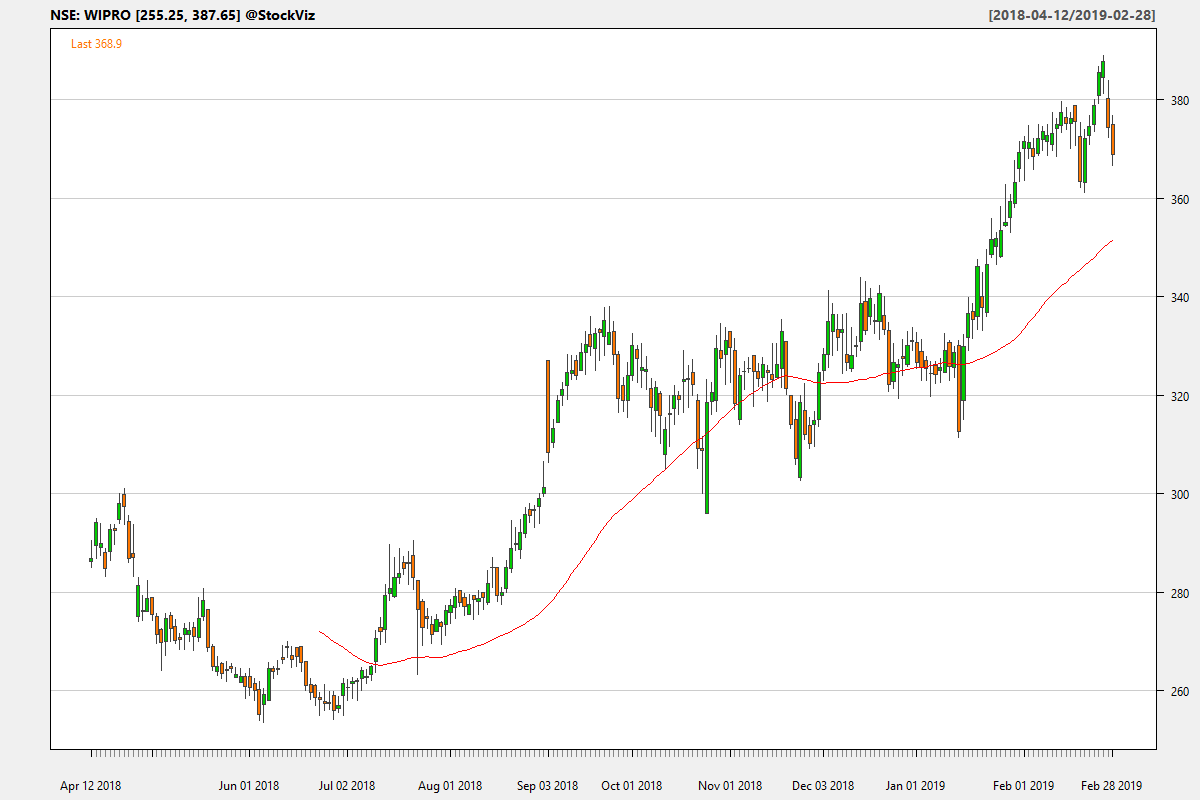 NSE: WIPRO [255.25, 387.65] @StockViz
[2018-04-12/2019-02-28]
Last 368.9
380
360
340
320
300
280
260
Apr 12 2018
Jun 01 2018
Jul 02 2018
Aug 01 2018
Sep 03 2018
Oct 01 2018
Nov 01 2018
Dec 03 2018
Jan 01 2019
Feb 01 2019
Feb 28 2019